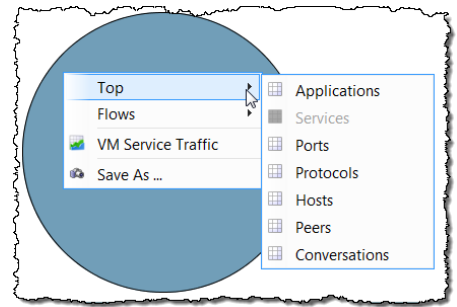 Top
Flows
VM Service Traffic
Save As ...
Applications
Services
Ports
Protocols
Hosts
Peers
Conversations